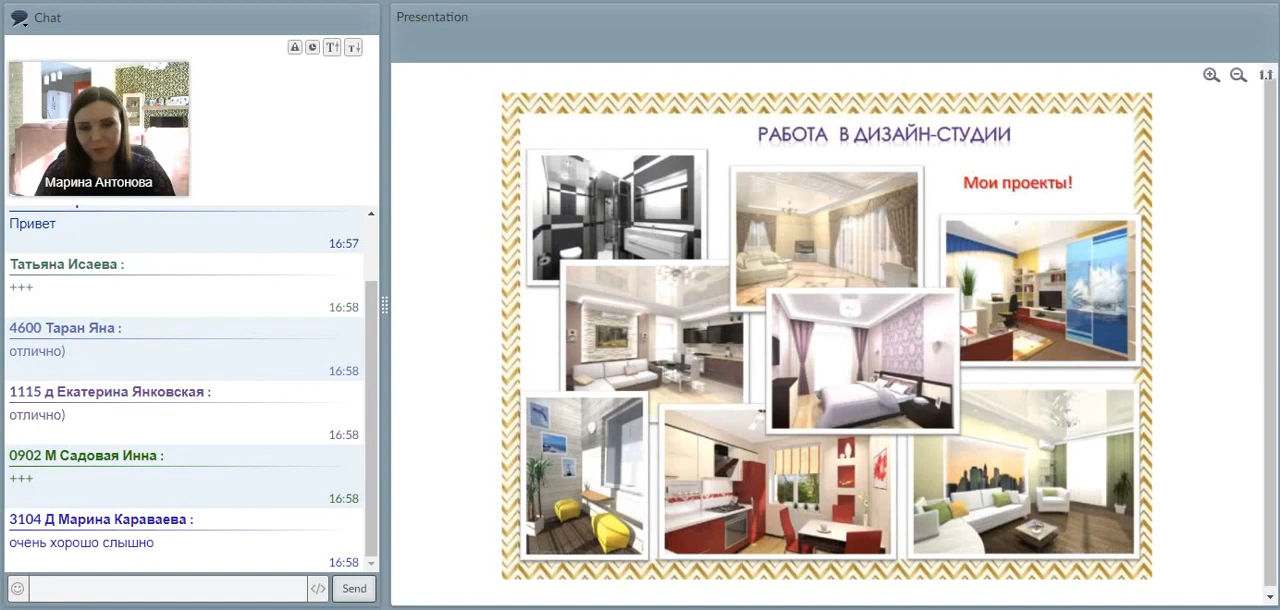 Chat
Presentation
T T
1:1
Марина Антонова
Привет
16:57
Татьяна Исаева :
+++
16:58
4600 Таран Яна :
отлично)
16:58
1115 д Екатерина Янковская :
отлично)
16:58
0902 М Садовая Инна :
+++
16:58
3104 Д Марина Караваева :
очень хорошо слышно
16:58
Send
РАБОТА В ДИЗАЙН-СТУДИИ
Мои проекты!